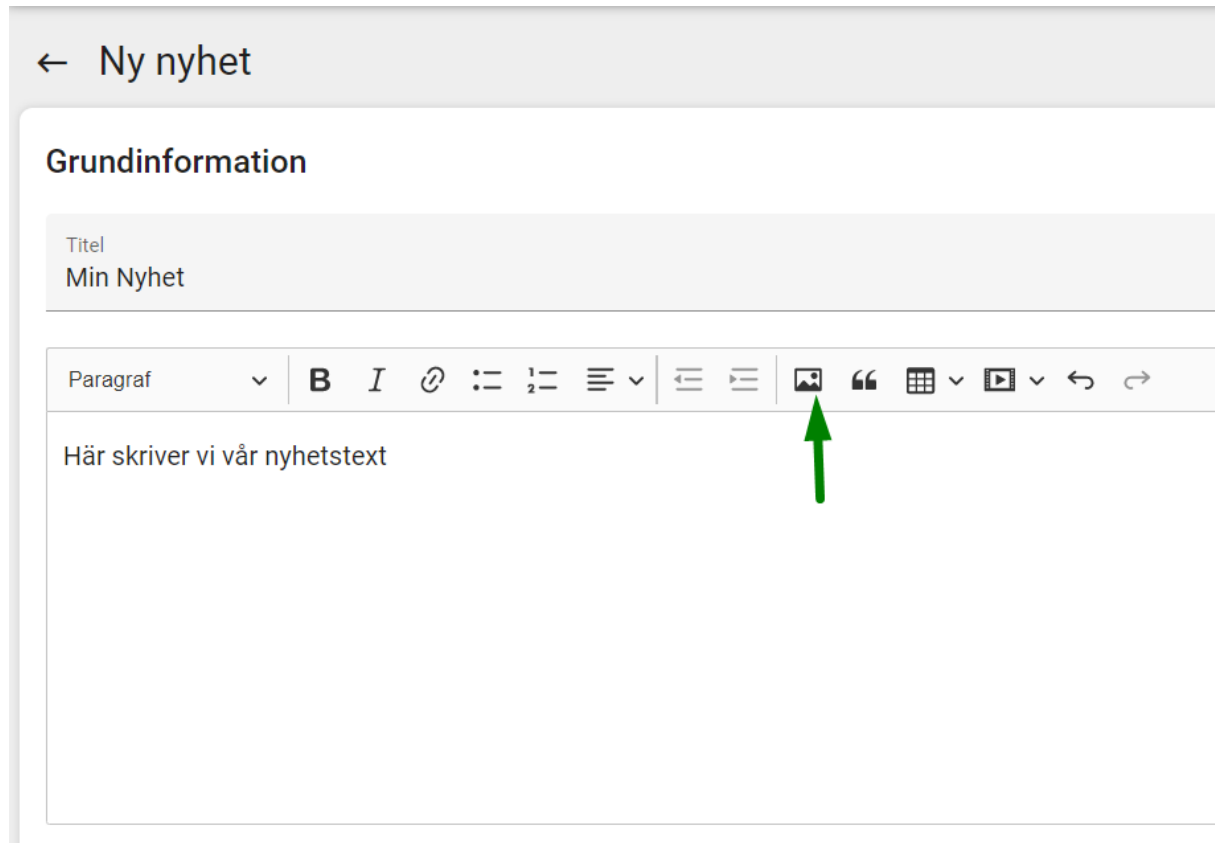 Ny nyhet
Grundinformation
Titel
Min Nyhet
Paragraf
Här skriver vi vår nyhetstext